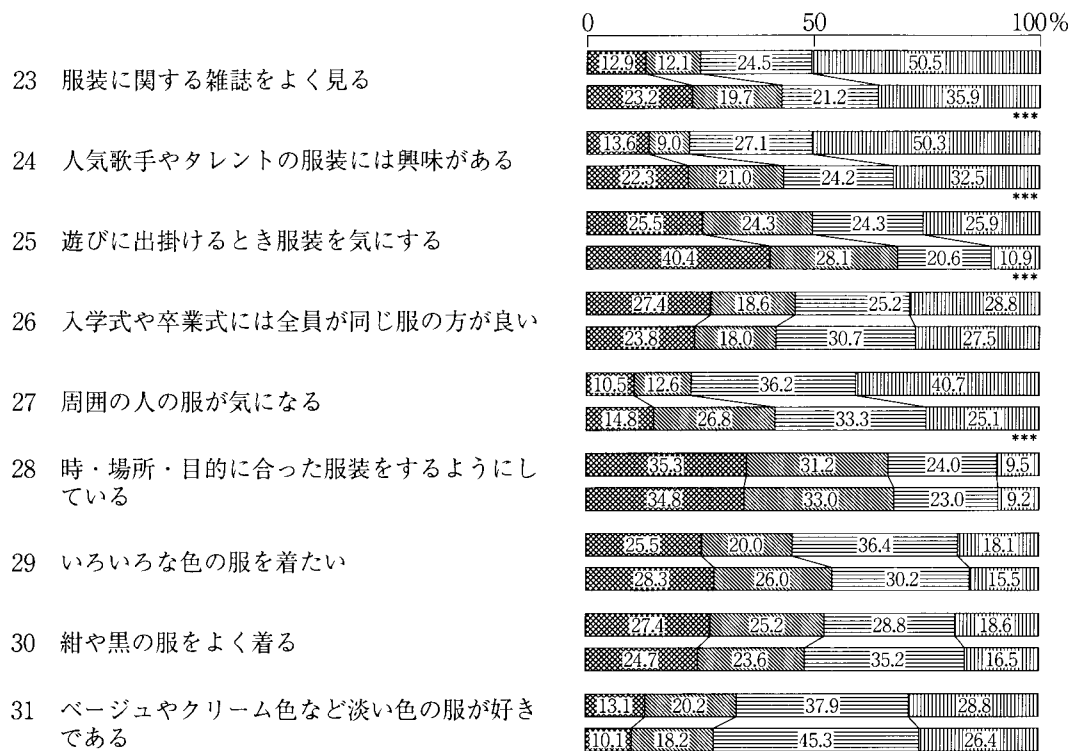 0 50 100%
12.9 12.1 24.5 50.5
23 服装に関する雑誌をよく見る
23.2 19.7 21.2 35.9
***
13.6 9.0 27.1 50.3
24 人気歌手やタレントの服装には興味がある
22.3 21.0 24.2 32.5
***
25.5 24.3 24.3 25.9
25 遊びに出掛けるとき服装を気にする
40.4 28.1 20.6 10.9
***
27.4 18.6 25.2 28.8
26 入学式や卒業式には全員が同じ服の方が良い
23.8 18.0 30.7 27.5
10.5 12.6 36.2 40.7
27 周囲の人の服が気になる
14.8 26.8 33.3 25.1
***
28 時・場所・目的に合った服装をするようにし
35.3 31.2 24.0 9.5
ている
34.8 33.0 23.0 9.2
25.5 20.0 36.4 18.1
29 いろいろな色の服を着たい
28.3 26.0 30.2 15.5
27.4 25.2 28.8 18.6
30 紺や黒の服をよく着る
24.7 23.6 35.2 16.5
31 ベージュやクリーム色など淡い色の服が好き
13.1 20.2 37.9 28.8
である
10.1 18.2 45.3 26.4